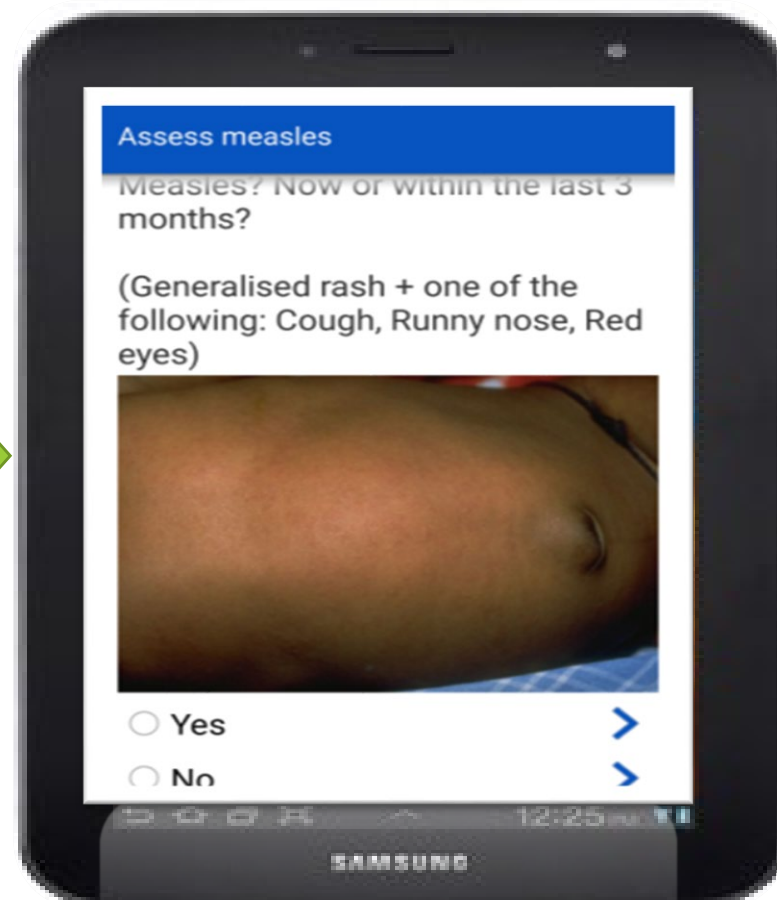 Assess measles
Measles? Now or within the last 3
months?
(Generalised rash + one of the
following: Cough, Runny nose, Red
eyes)
Yes
No
12:25
SAMSUNG